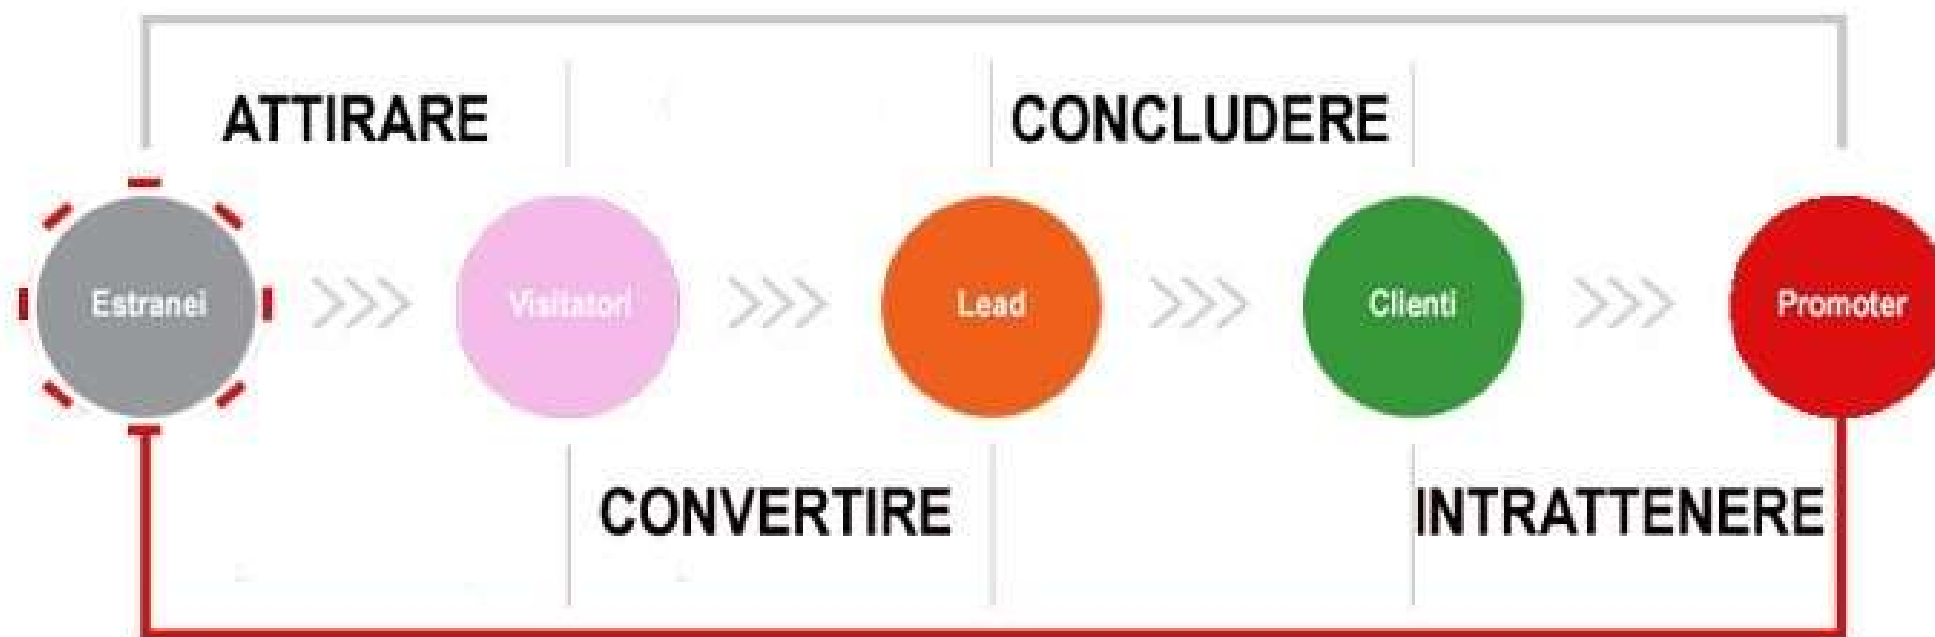 ATTIRARE
CONCLUDERE
Estranei
Visitatori
Lead
Clienti
Promoter
CONVERTIRE
INTRATTENERE